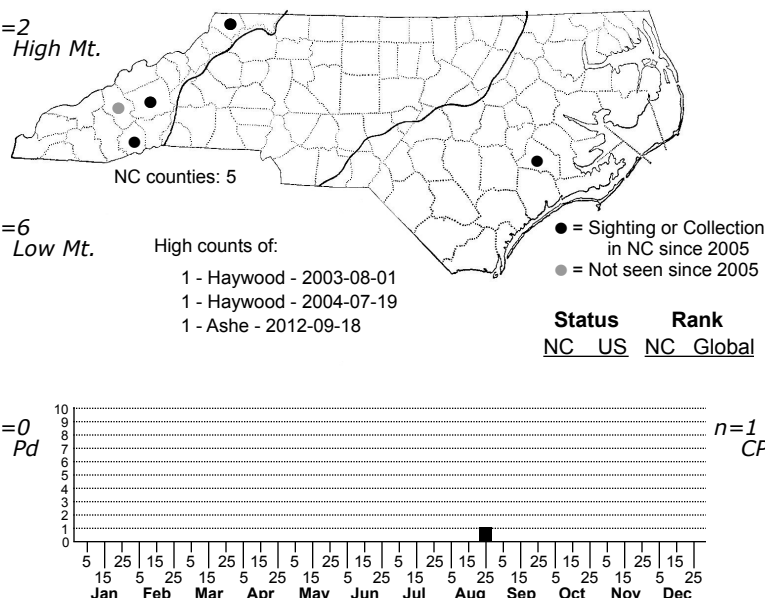 =2
High Mt.
NC counties: 5
=6
Low Mt.
High counts of:
1 - Haywood - 2003-08-01
1 - Haywood - 2004-07-19
1 - Ashe - 2012-09-18
● = Sighting or Collection
in NC since 2005
● = Not seen since 2005
Status Rank
NC US NC Global
=0
Pd
n=1
CP
10
9
8
7
6
5
4
3
2
1
0
5 15 25 5 15 25 5 15 25 5 15 25 5 15 25 5 15 25 
15 5 25 15 5 25 15 5 25 15 5 25 15 5 25 15 5 25
Jan Feb Mar Apr May Jun Jul Aug Sep Oct Nov Dec